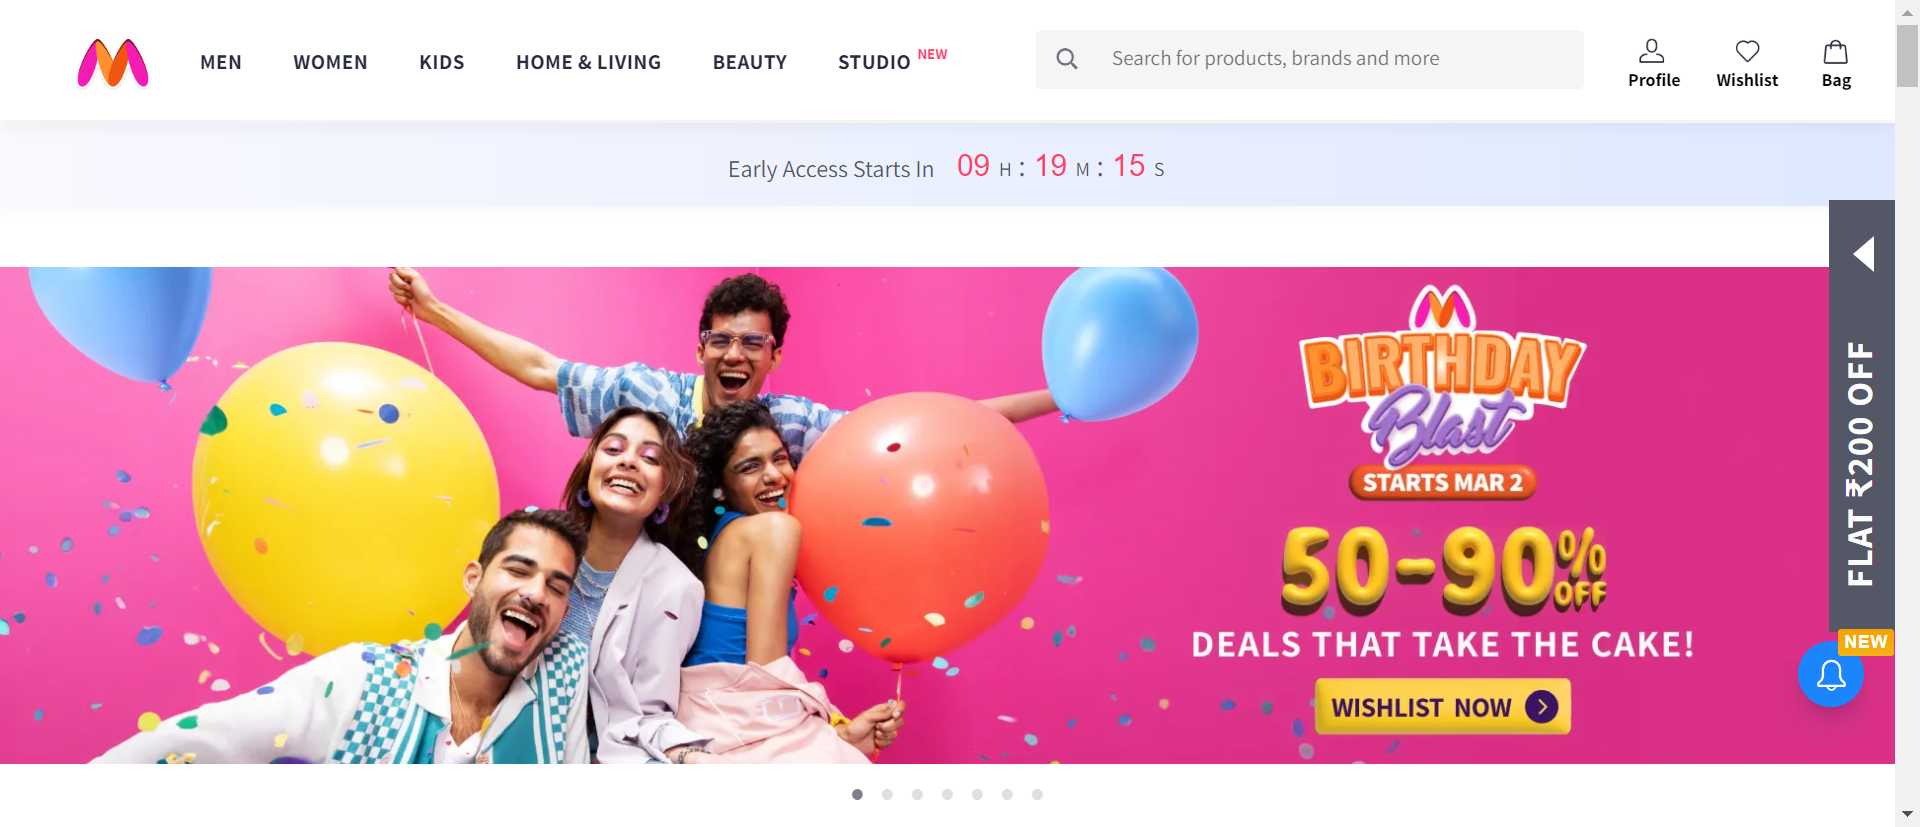 MEN WOMEN KIDS HOME & LIVING BEAUTY STUDIO NEW
Search for products, brands and more
Profile Wishlist Bag
Early Access Starts In 09 H : 19 M : 15 S
BIRTHDAY
Blast
STARTS MAR 2
50-90% OFF
DEALS THAT TAKE THE CAKE!
WISHLIST NOW
FLAT ₹200 OFF
NEW